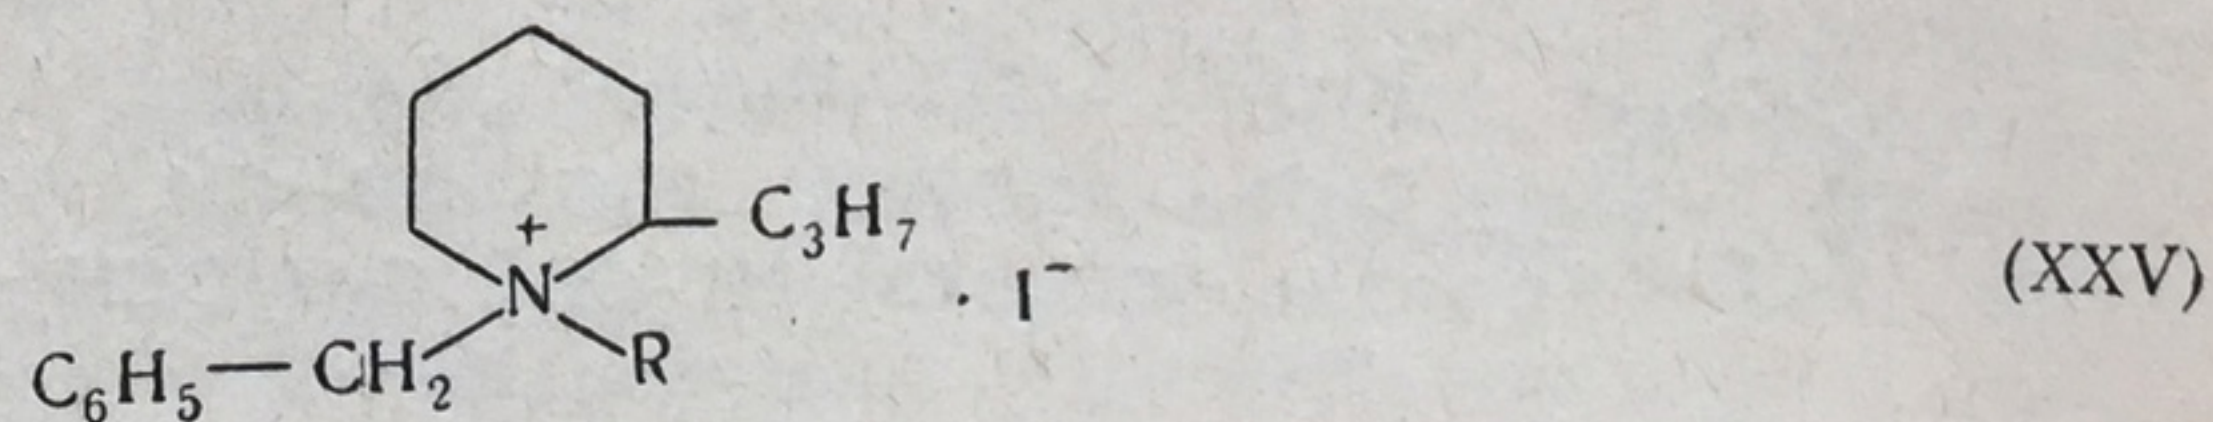 C₃H₇
+
N
· I⁻
(XXV)
C₆H₅—CH₂
R